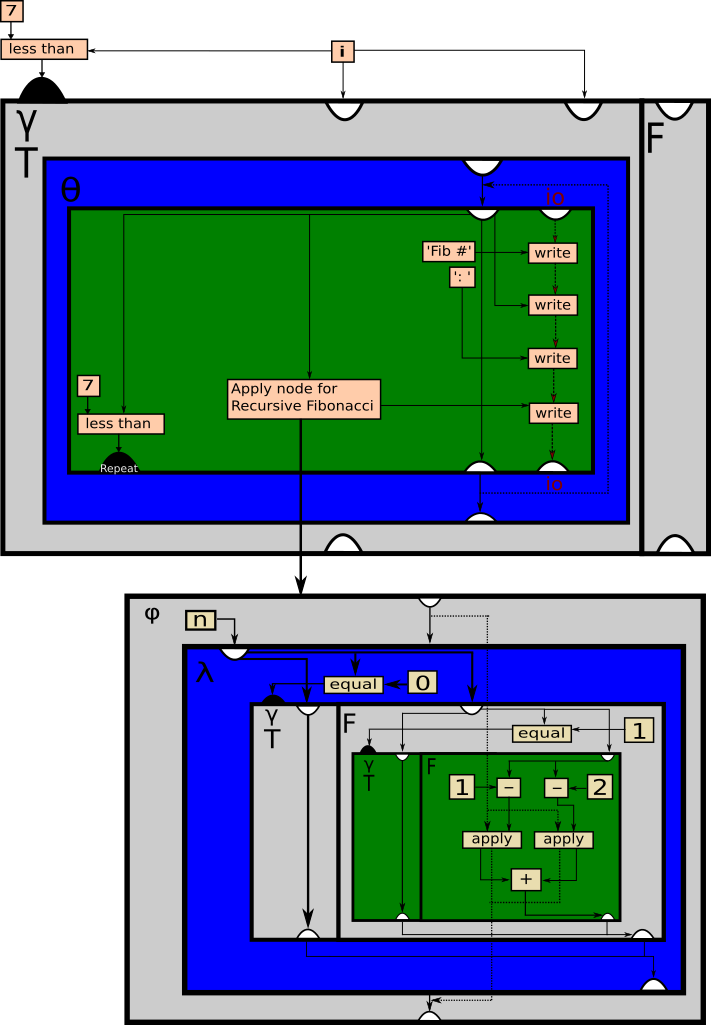 7
less than
i
γ
T
F
θ
io
'Fib #'
write
': '
write
write
7
Apply node for
Recursive Fibonacci
write
less than
Repeat
io
φ
n
λ
equal
0
γ
T
F
equal
1
γ
T
F
1
−
−
2
apply
apply
+